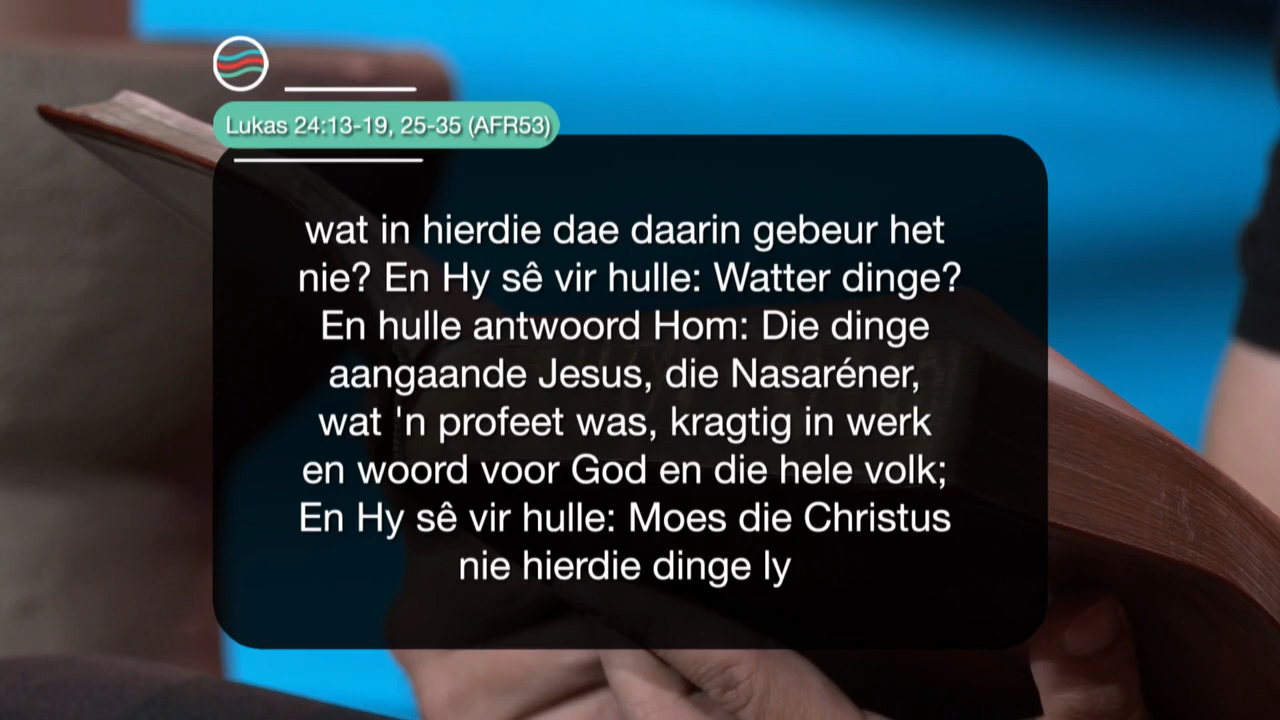 Lukas 24:13-19, 25-35 (AFR53)
wat in hierdie dae daarin gebeur het
nie? En Hy sê vir hulle: Watter dinge?
En hulle antwoord Hom: Die dinge
aangaande Jesus, die Nasaréner,
wat 'n profeet was, kragtig in werk
en woord voor God en die hele volk;
En Hy sê vir hulle: Moes die Christus
nie hierdie dinge ly